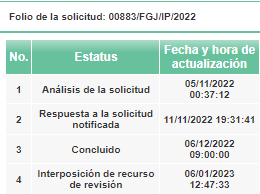 Folio de la solicitud: 00883/FGJ/IP/2022
No. Estatus Fecha y hora de actualización
1 Análisis de la solicitud 05/11/2022 00:37:12
2 Respuesta a la solicitud notificada 11/11/2022 19:31:41
3 Concluido 06/12/2022 09:00:00
4 Interposición de recurso de revisión 06/01/2023 12:47:33